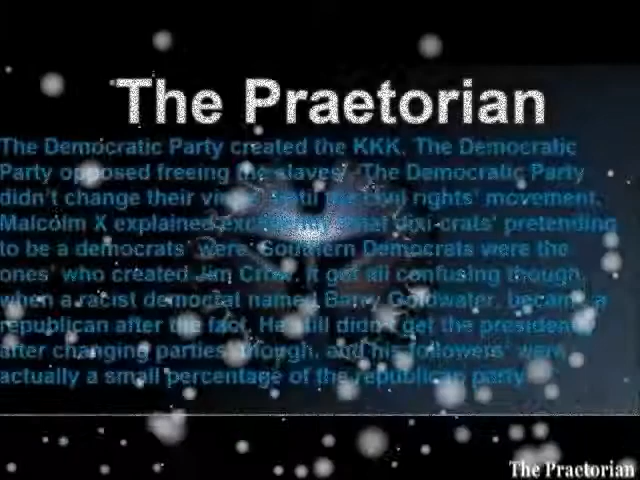 The Praetorian
The Democratic Party created the KKK. The Democratic
Party opposed freeing the slaves. The Democratic Party
didn't change their views until the civil rights' movement.
Malcolm X explained exactly what 'dixi-crats' pretending
to be a democrats' were. Southern Democrats were the
ones' who created Jim Crow. It got all confusing though,
when a racist democtat named Barry Goldwater, became a
republican after the fact. He still didn't get the presidency
after changing parties' though, and his followers' were
actually a small percentage of the republican party.
The Praetorian